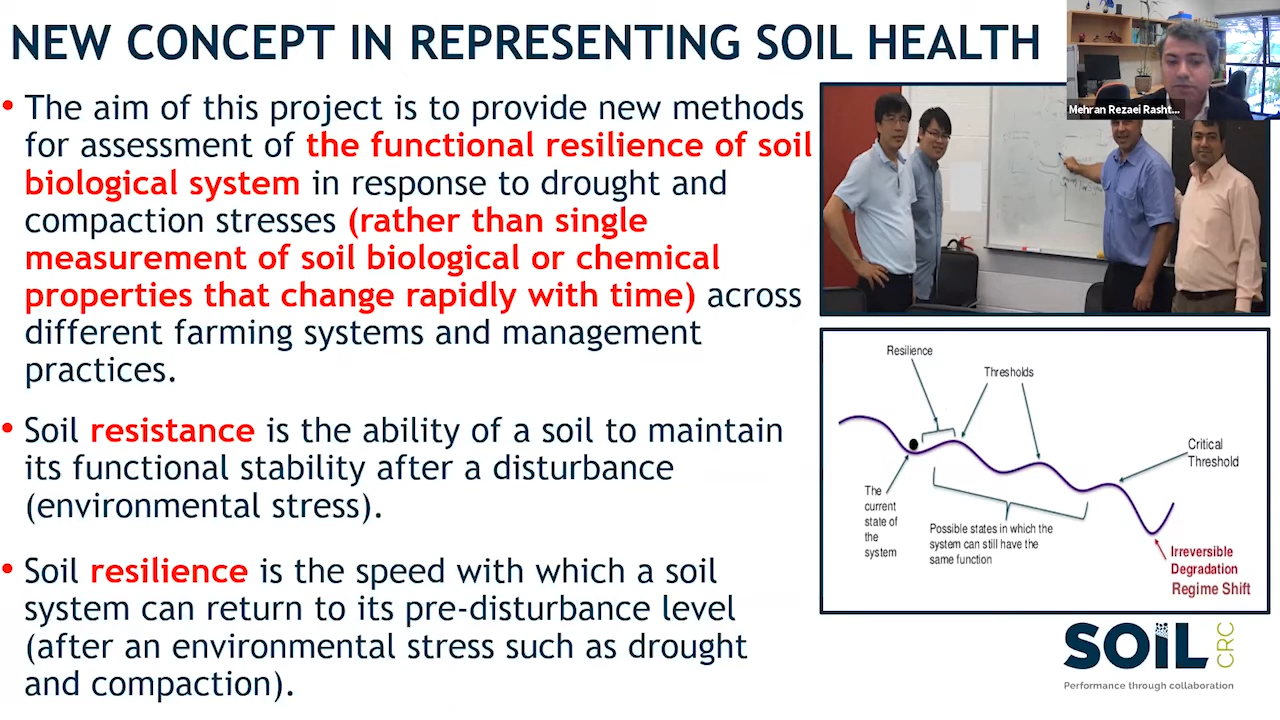 NEW CONCEPT IN REPRESENTING SOIL HEALTH
• The aim of this project is to provide new methods
for assessment of the functional resilience of soil
biological system in response to drought and
compaction stresses (rather than single
measurement of soil biological or chemical
properties that change rapidly with time) across
different farming systems and management
practices.
• Soil resistance is the ability of a soil to maintain
its functional stability after a disturbance
(environmental stress).
• Soil resilience is the speed with which a soil
system can return to its pre-disturbance level
(after an environmental stress such as drought
and compaction).
Mehran Rezaei Rasht...
Resilience
Thresholds
Critical
Threshold
The
current
state of
the
system
Possible states in which the
system can still have the
same function
Irreversible
Degradation
Regime Shift
SOIL CRC
Performance through collaboration